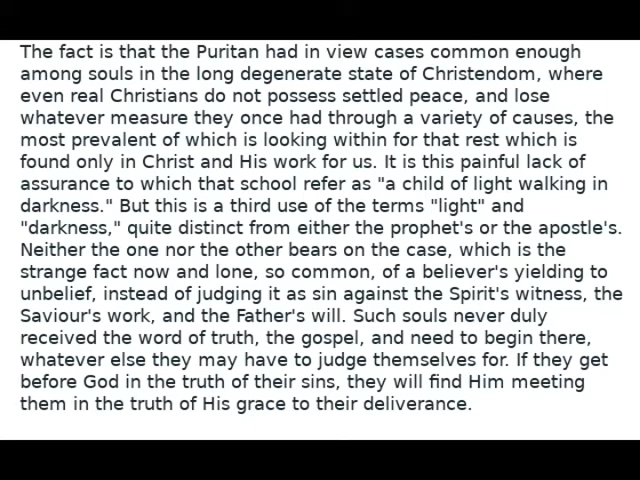 The fact is that the Puritan had in view cases common enough
among souls in the long degenerate state of Christendom, where
even real Christians do not possess settled peace, and lose
whatever measure they once had through a variety of causes, the
most prevalent of which is looking within for that rest which is
found only in Christ and His work for us. It is this painful lack of
assurance to which that school refer as "a child of light walking in
darkness." But this is a third use of the terms "light" and
"darkness," quite distinct from either the prophet's or the apostle's.
Neither the one nor the other bears on the case, which is the
strange fact now and lone, so common, of a believer's yielding to
unbelief, instead of judging it as sin against the Spirit's witness, the
Saviour's work, and the Father's will. Such souls never duly
received the word of truth, the gospel, and need to begin there,
whatever else they may have to judge themselves for. If they get
before God in the truth of their sins, they will find Him meeting
them in the truth of His grace to their deliverance.